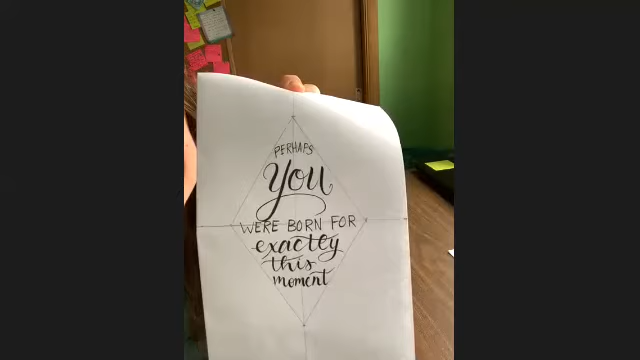 PERHAPS
You
WERE BORN FOR
exactly
this
moment